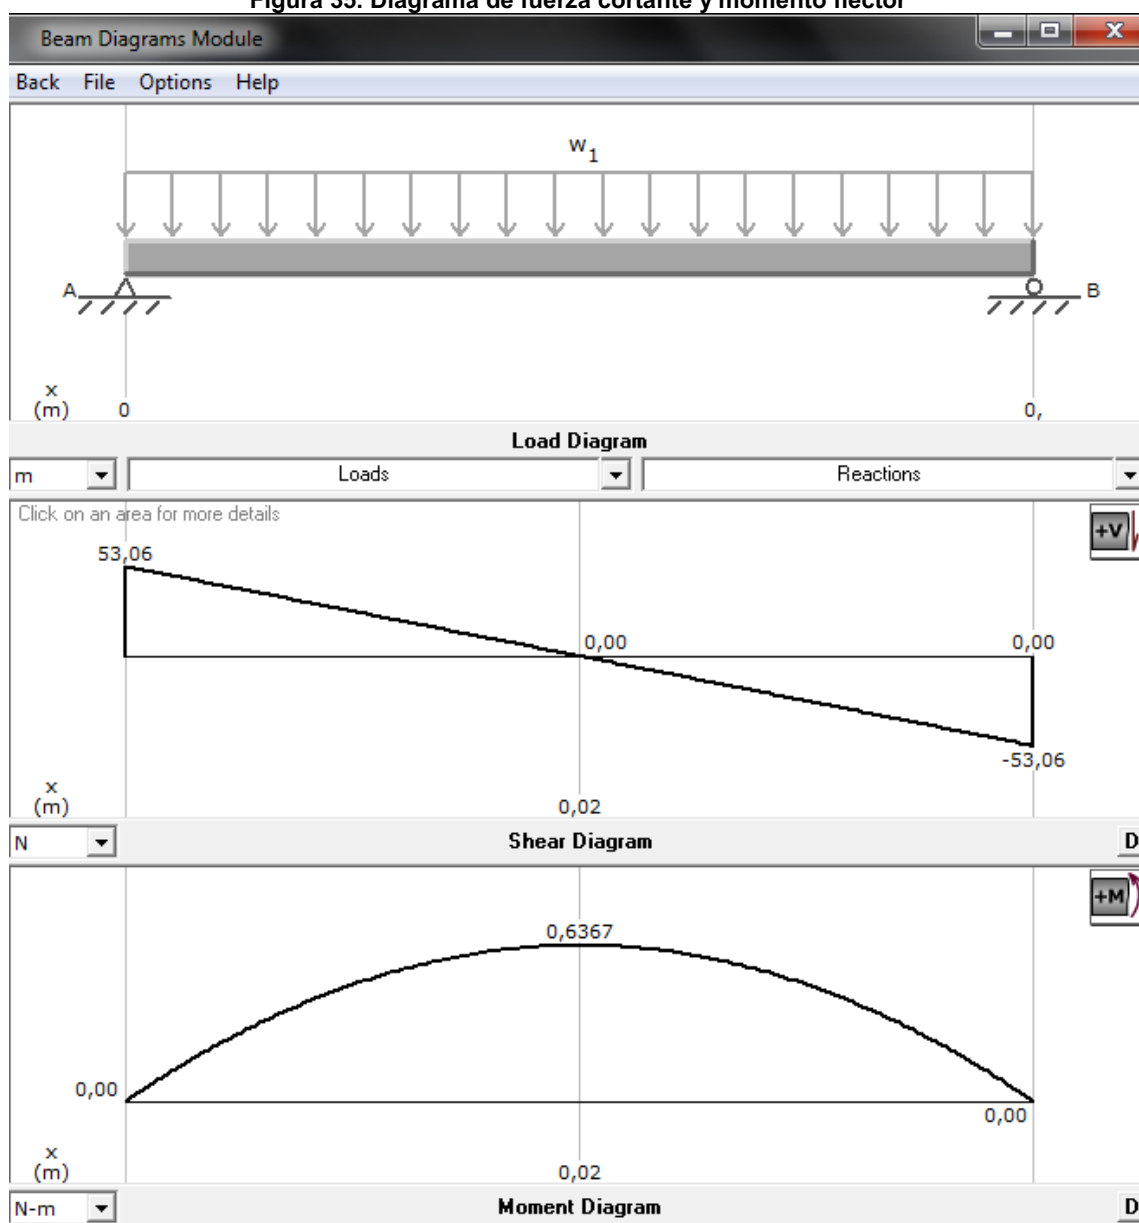 Figura 35. Diagrama de fuerza cortante y momento flector
Beam Diagrams Module
Back File Options Help
w1
A
B
x
(m) 0 0,
Load Diagram
m Loads Reactions
Click on an area for more details
+V
53,06
0,00 0,00
-53,06
x
(m) 0,02
N Shear Diagram D
+M
0,6367
0,00
0,00
x
(m) 0,02
N-m Moment Diagram D